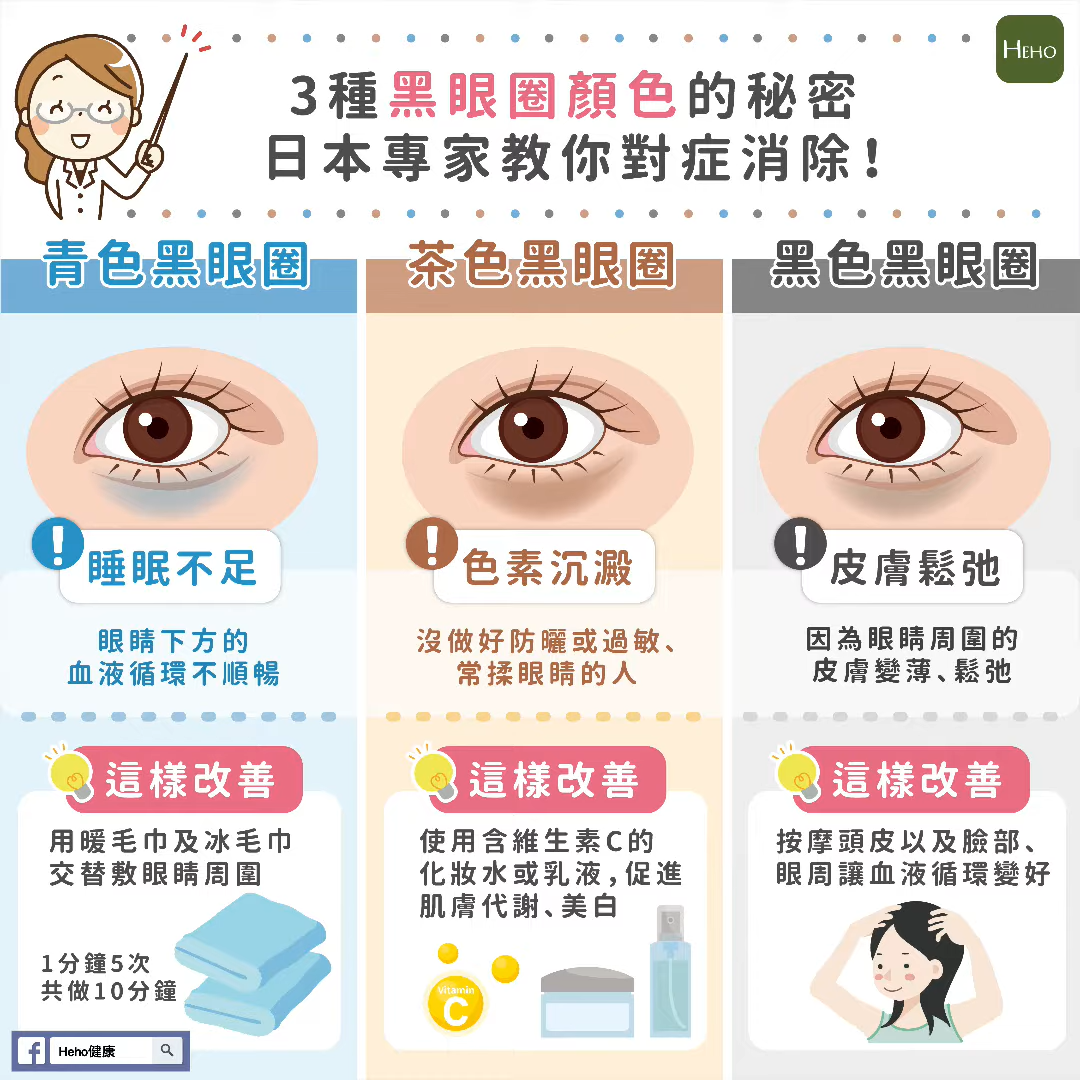 HEHO
3種黑眼圈顏色的秘密
日本專家教你對症消除!
青色黑眼圈
睡眠不足
眼睛下方的
血液循環不順暢
這樣改善
用暖毛巾及冰毛巾
交替敷眼睛周圍
1分鐘5次
共做10分鐘
茶色黑眼圈
色素沉澱
沒做好防曬或過敏、
常揉眼睛的人
這樣改善
使用含維生素C的
化妝水或乳液,促進
肌膚代謝、美白
Vitamin
C
黑色黑眼圈
皮膚鬆弛
因為眼睛周圍的
皮膚變薄、鬆弛
這樣改善
按摩頭皮以及臉部、
眼周讓血液循環變好
f Heho健康